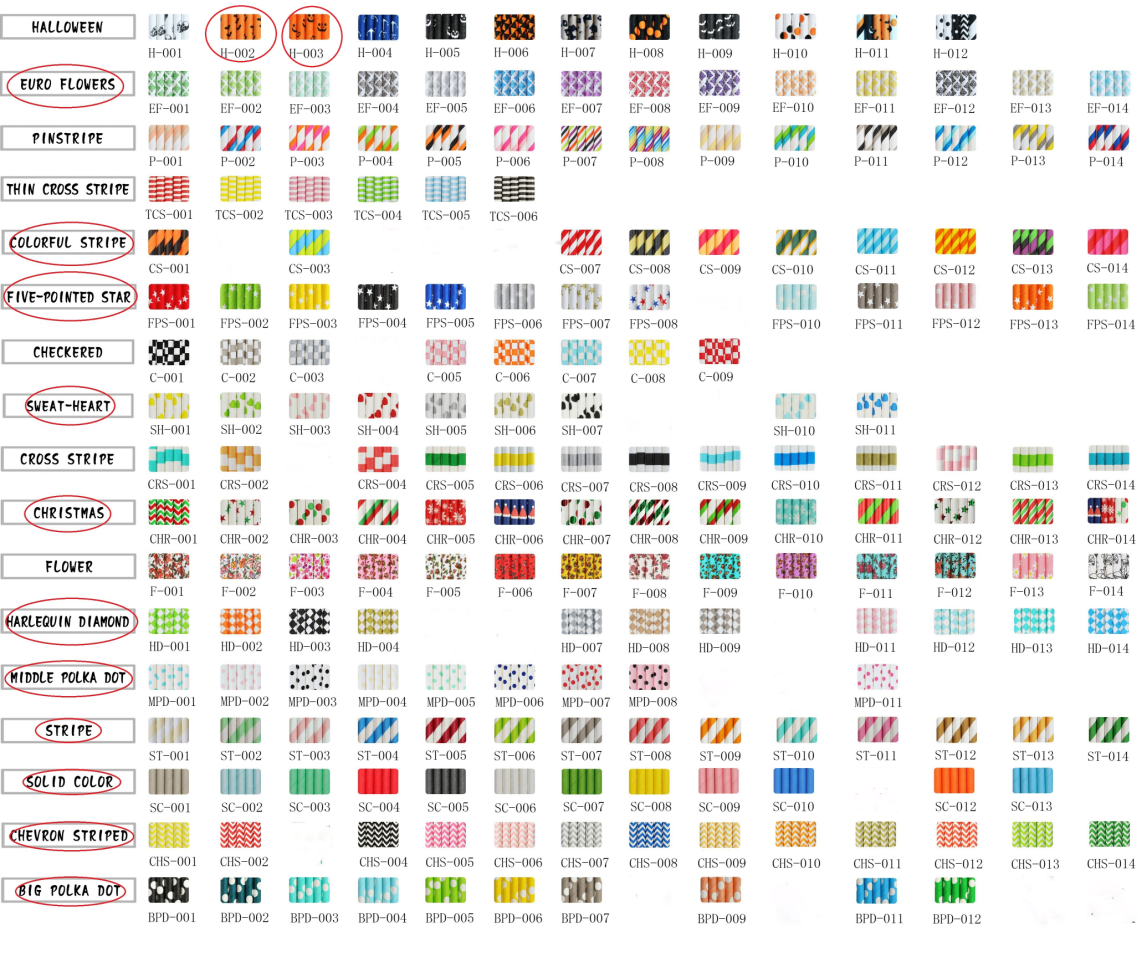 HALLOWEEN
H-001 H-002 H-003 H-004 H-005 H-006 H-007 H-008 H-009 H-010 H-011 H-012
EURO FLOWERS
EF-001 EF-002 EF-003 EF-004 EF-005 EF-006 EF-007 EF-008 EF-009 EF-010 EF-011 EF-012 EF-013 EF-014
PINSTRIPE
P-001 P-002 P-003 P-004 P-005 P-006 P-007 P-008 P-009 P-010 P-011 P-012 P-013 P-014
THIN CROSS STRIPE
TCS-001 TCS-002 TCS-003 TCS-004 TCS-005 TCS-006
COLORFUL STRIPE
CS-001 CS-003 CS-007 CS-008 CS-009 CS-010 CS-011 CS-012 CS-013 CS-014
FIVE-POINTED STAR
FPS-001 FPS-002 FPS-003 FPS-004 FPS-005 FPS-006 FPS-007 FPS-008 FPS-010 FPS-011 FPS-012 FPS-013 FPS-014
CHECKERED
C-001 C-002 C-003 C-005 C-006 C-007 C-008 C-009
SWEAT-HEART
SH-001 SH-002 SH-003 SH-004 SH-005 SH-006 SH-007 SH-010 SH-011
CROSS STRIPE
CRS-001 CRS-002 CRS-004 CRS-005 CRS-006 CRS-007 CRS-008 CRS-009 CRS-010 CRS-011 CRS-012 CRS-013 CRS-014
CHRISTMAS
CHR-001 CHR-002 CHR-003 CHR-004 CHR-005 CHR-006 CHR-007 CHR-008 CHR-009 CHR-010 CHR-011 CHR-012 CHR-013 CHR-014
FLOWER
F-001 F-002 F-003 F-004 F-005 F-006 F-007 F-008 F-009 F-010 F-011 F-012 F-013 F-014
HARLEQUIN DIAMOND
HD-001 HD-002 HD-003 HD-004 HD-007 HD-008 HD-009 HD-011 HD-012 HD-013 HD-014
MIDDLE POLKA DOT
MPD-001 MPD-002 MPD-003 MPD-004 MPD-005 MPD-006 MPD-007 MPD-008 MPD-011
STRIPE
ST-001 ST-002 ST-003 ST-004 ST-005 ST-006 ST-007 ST-008 ST-009 ST-010 ST-011 ST-012 ST-013 ST-014
SOLID COLOR
SC-001 SC-002 SC-003 SC-004 SC-005 SC-006 SC-007 SC-008 SC-009 SC-010 SC-012 SC-013
CHEVRON STRIPED
CHS-001 CHS-002 CHS-004 CHS-005 CHS-006 CHS-007 CHS-008 CHS-009 CHS-010 CHS-011 CHS-012 CHS-013 CHS-014
BIG POLKA DOT
BPD-001 BPD-002 BPD-003 BPD-004 BPD-005 BPD-006 BPD-007 BPD-009 BPD-011 BPD-012